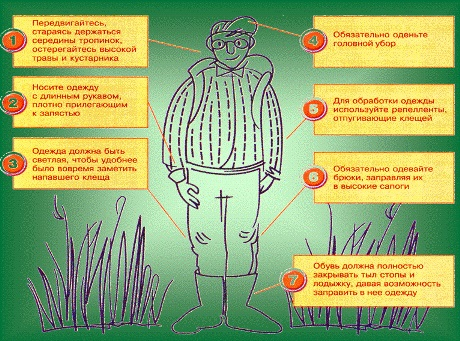 1
Передвигайтесь,
стараясь держаться
середины тропинок,
остерегайтесь высокой
травы и кустарника
2
Носите одежду
с длинным рукавом,
плотно прилегающим
к запястью
3
Одежда должна быть
светлая, чтобы удобнее
было вовремя заметить
напавшего клеща
4
Обязательно оденьте
головной убор
5
Для обработки одежды
используйте репелленты,
отпугивающие клещей
6
Обязательно одевайте
брюки, заправляя их
в высокие сапоги
7
Обувь должна полностью
закрывать тыл стопы и
лодыжку, давая возможность
заправить в нее одежду